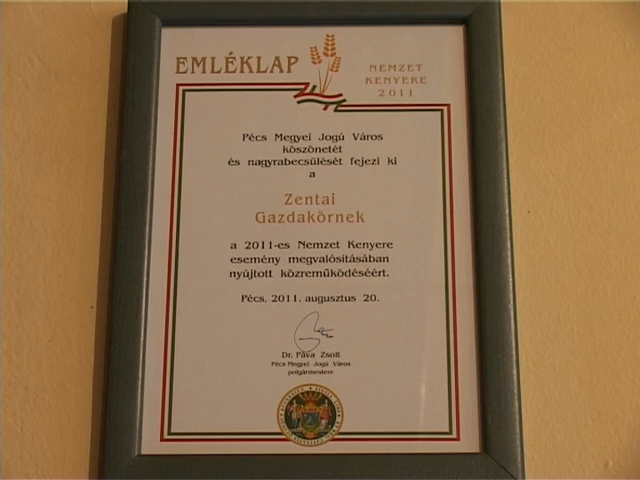 EMLÉKLAP
NEMZET
KENYERE
2011
Pécs Megyei Jogú Város
köszönetét
és nagyrabecsülését fejezi ki
a
Zentai
Gazdakörnek
a 2011-es Nemzet Kenyere
esemény megvalósításában
nyújtott közreműködéséért.
Pécs, 2011. augusztus 20.
Dr. Páva Zsolt
Pécs Megyei Jogú Város
polgármestere